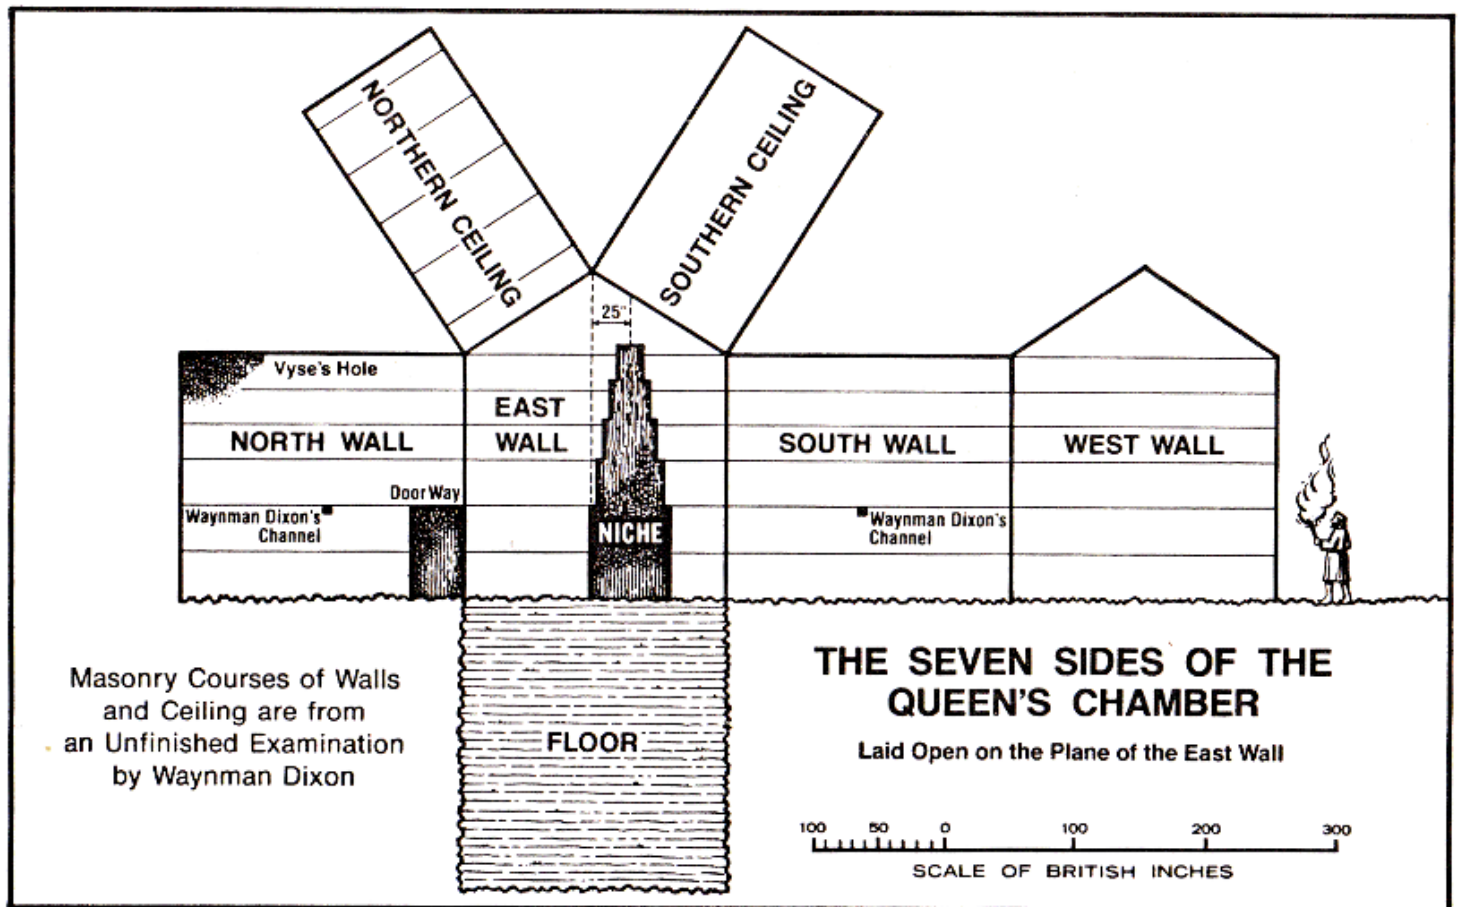 NORTHERN CEILING
SOUTHERN CEILING
25"
Vyse's Hole
EAST
WALL
NORTH WALL
SOUTH WALL
WEST WALL
Door Way
Waynman Dixon's
Channel
NICHE
Waynman Dixon's
Channel
Masonry Courses of Walls
and Ceiling are from
an Unfinished Examination
by Waynman Dixon
FLOOR
THE SEVEN SIDES OF THE
QUEEN'S CHAMBER
Laid Open on the Plane of the East Wall
100 50 0 100 200 300
SCALE OF BRITISH INCHES